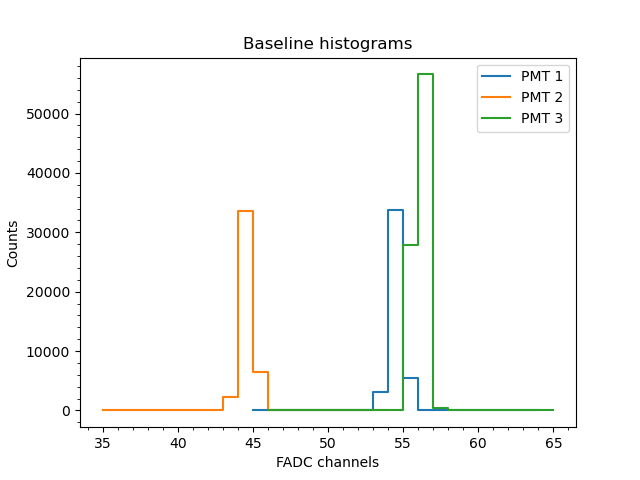 Baseline histograms
PMT 1
PMT 2
PMT 3
Counts
50000
40000
30000
20000
10000
0
35 40 45 50 55 60 65
FADC channels